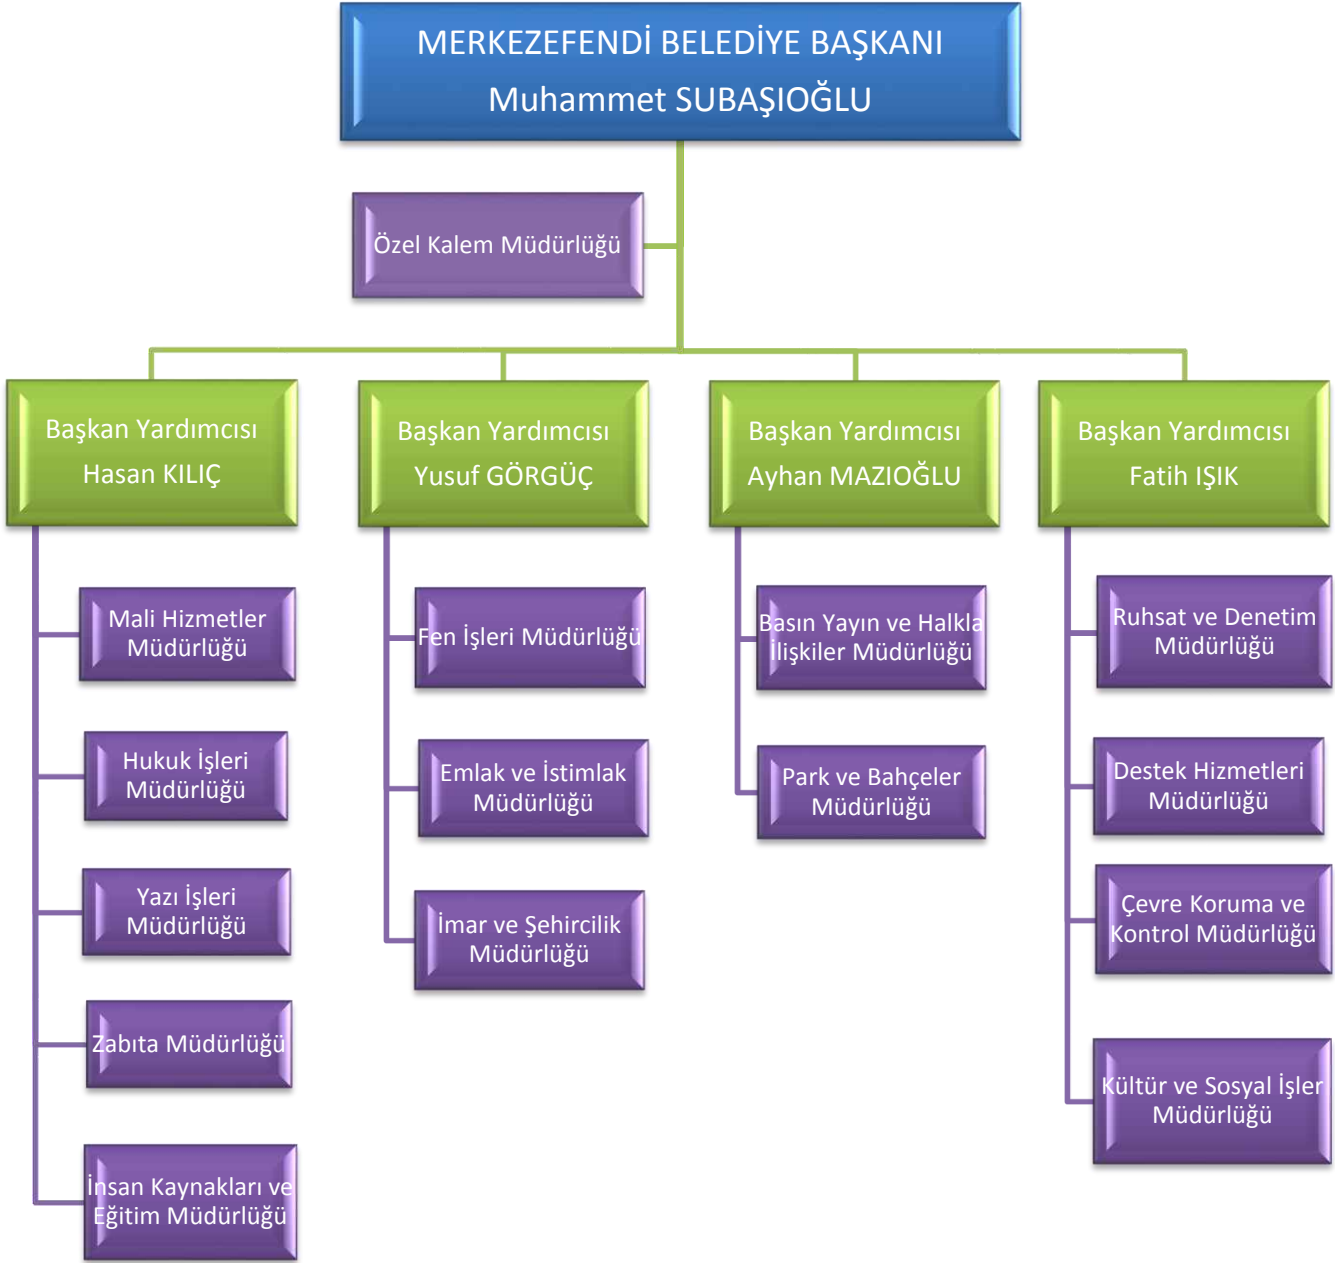 MERKEZEFENDİ BELEDİYE BAŞKANI
Muhammet SUBAŞIOĞLU
Özel Kalem Müdürlüğü
Başkan Yardımcısı
Hasan KILIÇ
Mali Hizmetler
Müdürlüğü
Hukuk İşleri
Müdürlüğü
Yazı İşleri
Müdürlüğü
Zabıta Müdürlüğü
İnsan Kaynakları ve
Eğitim Müdürlüğü
Başkan Yardımcısı
Yusuf GÖRGÜÇ
Fen İşleri Müdürlüğü
Emlak ve İstimlak
Müdürlüğü
İmar ve Şehircilik
Müdürlüğü
Başkan Yardımcısı
Ayhan MAZIOĞLU
Basın Yayın ve Halkla
İlişkiler Müdürlüğü
Park ve Bahçeler
Müdürlüğü
Başkan Yardımcısı
Fatih IŞIK
Ruhsat ve Denetim
Müdürlüğü
Destek Hizmetleri
Müdürlüğü
Çevre Koruma ve
Kontrol Müdürlüğü
Kültür ve Sosyal İşler
Müdürlüğü